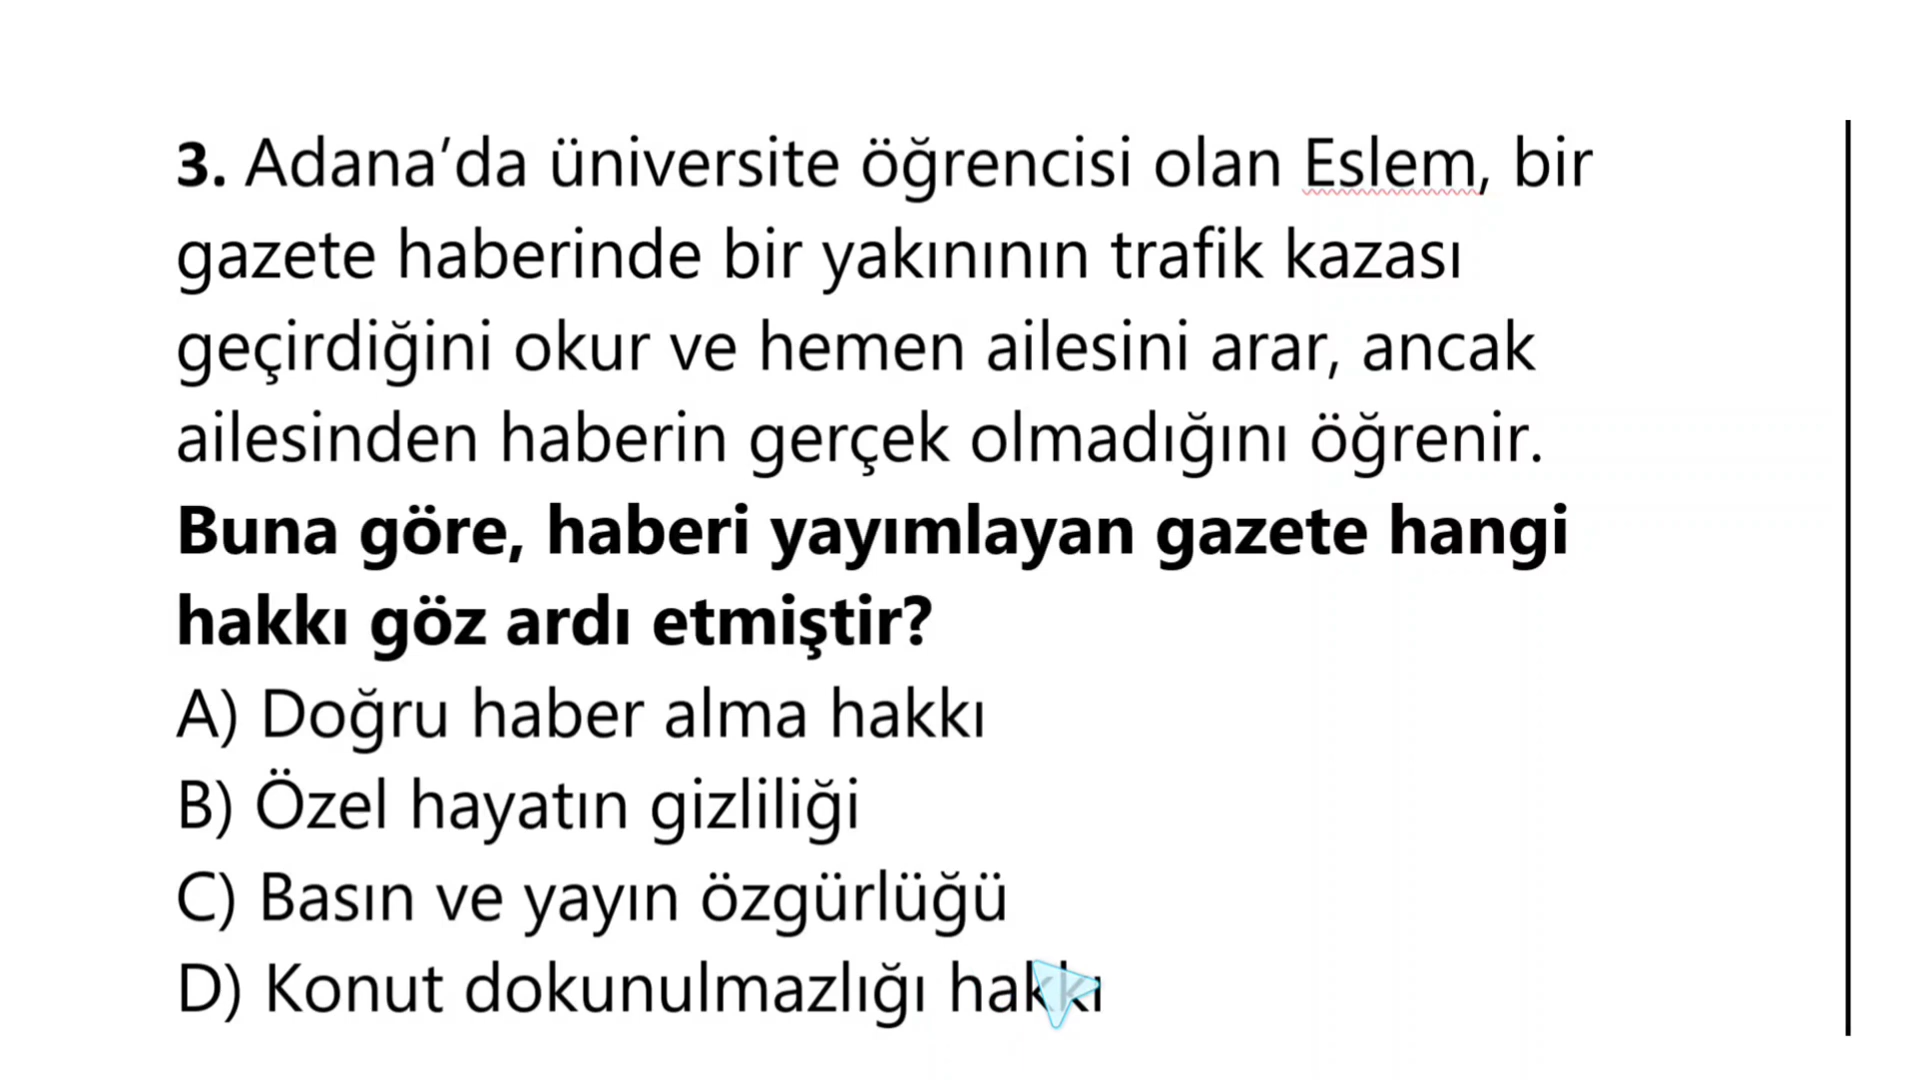 3. Adana’da üniversite öğrencisi olan Eslem, bir
gazete haberinde bir yakınının trafik kazası
geçirdiğini okur ve hemen ailesini arar, ancak
ailesinden haberin gerçek olmadığını öğrenir.
Buna göre, haberi yayımlayan gazete hangi
hakkı göz ardı etmiştir?
A) Doğru haber alma hakkı
B) Özel hayatın gizliliği
C) Basın ve yayın özgürlüğü
D) Konut dokunulmazlığı hakkı